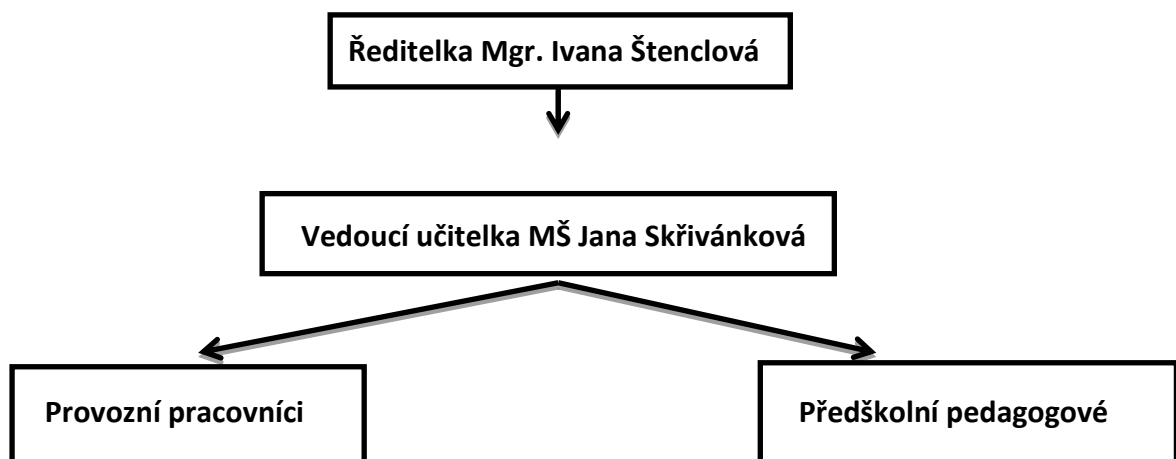 Ředitelka Mgr. Ivana Štenclová
Vedoucí učitelka MŠ Jana Skřivánková
Provozní pracovníci
Předškolní pedagogové